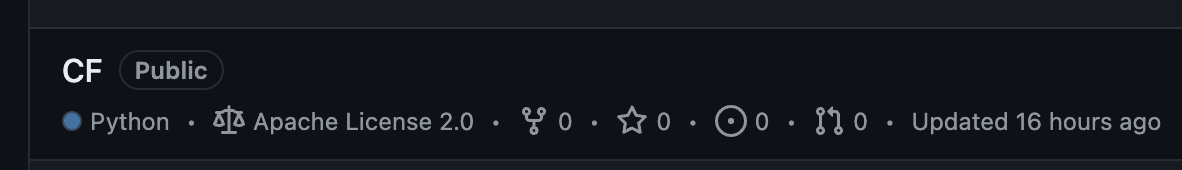 CF Public
Python • Apache License 2.0 • 0 • 0 • 0 • 0 • Updated 16 hours ago